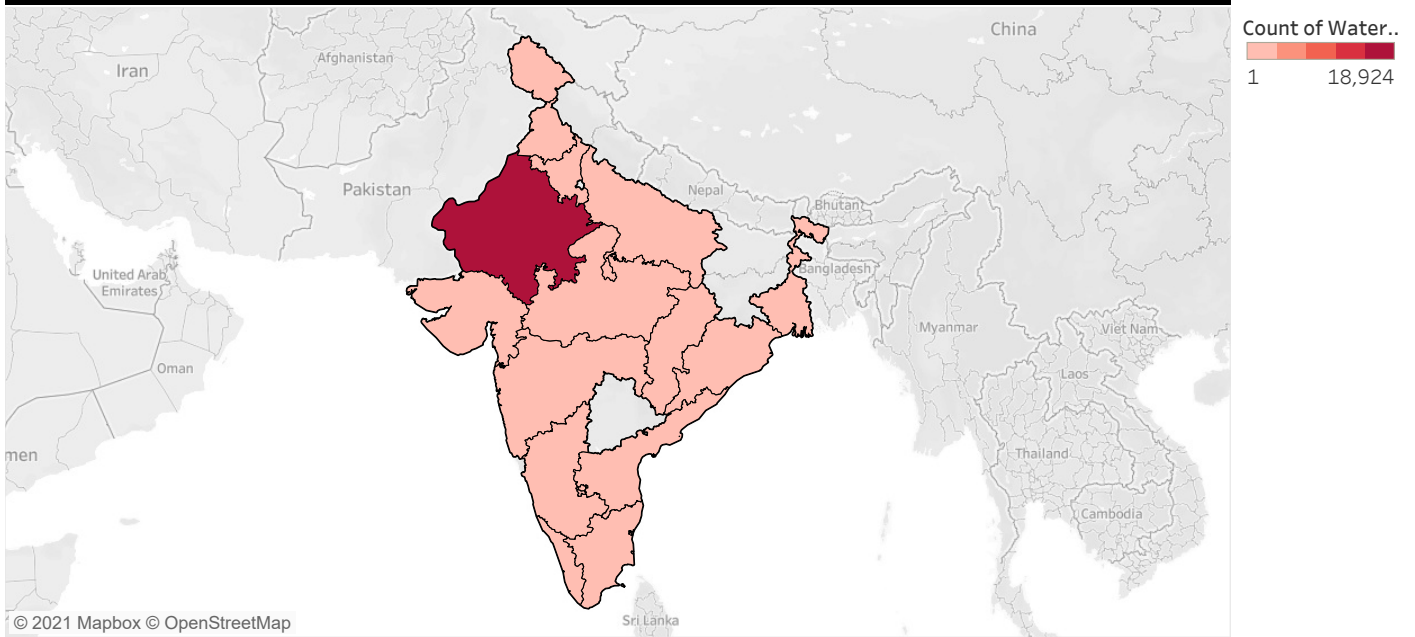 Count of Water..
1 18,924
China
Iran
Afghanistan
Pakistan
Nepal
Bhutan
United Arab
Emirates
Bangladesh
Oman
Myanmar
Viet Nam
Laos
men
Thailand
Cambodia
Sri Lanka
© 2021 Mapbox © OpenStreetMap